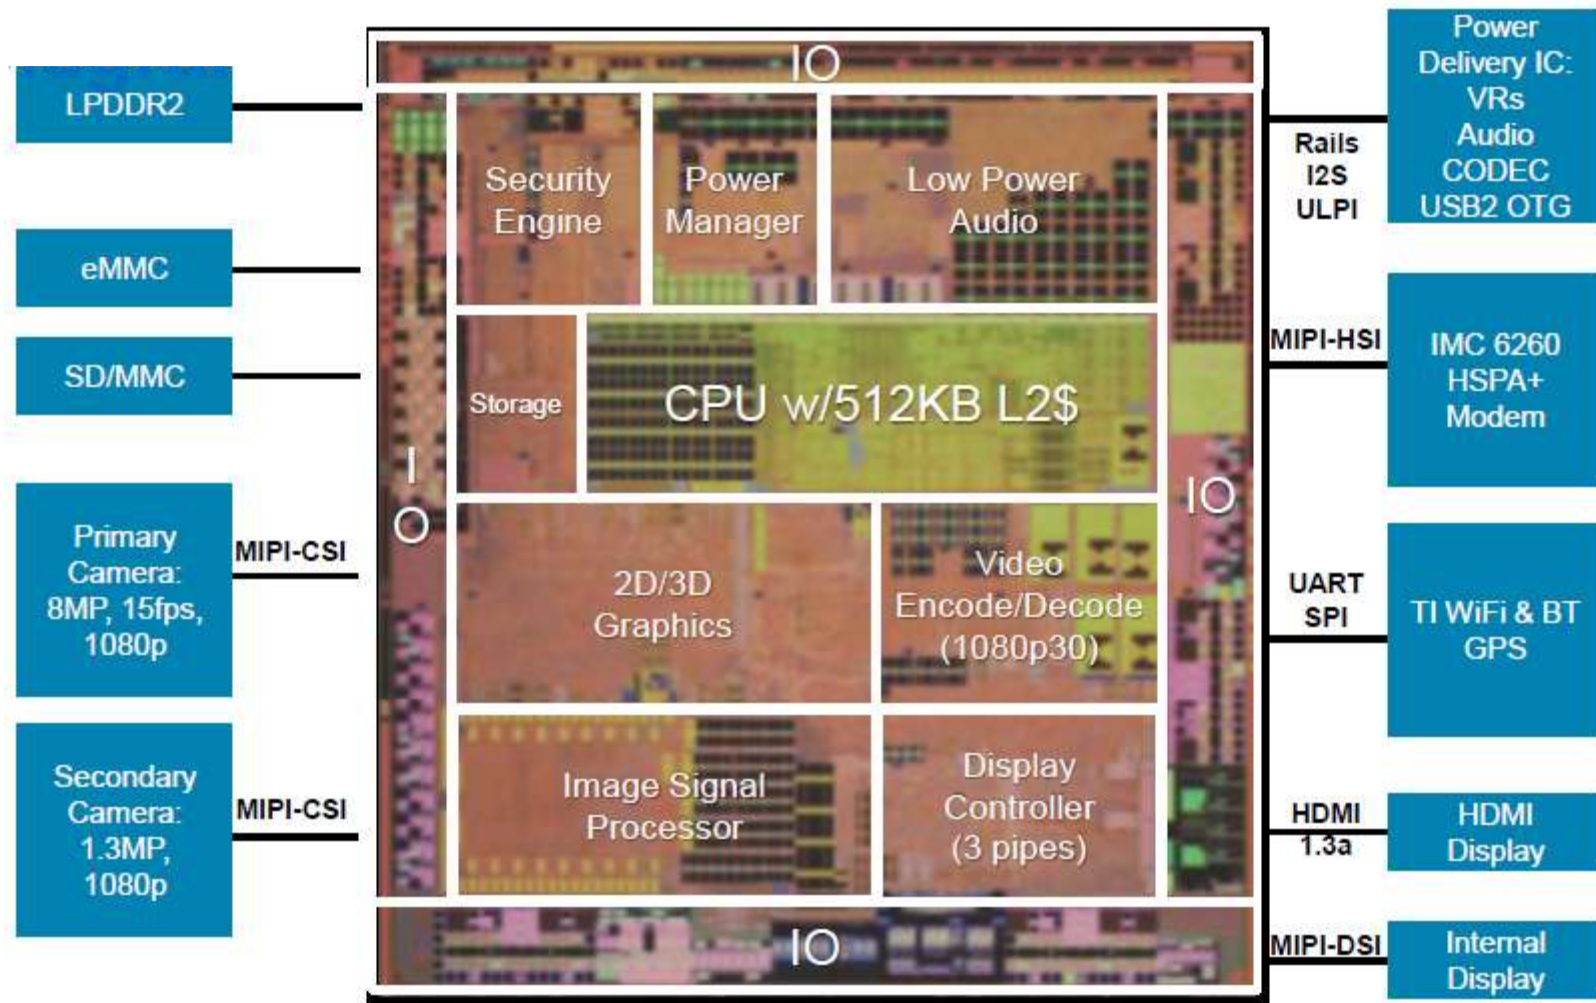 LPDDR2
eMMC
SD/MMC
Primary
Camera:
8MP, 15fps,
1080p
MIPI-CSI
Secondary
Camera:
1.3MP,
1080p
MIPI-CSI
IO
I
O
Security
Engine
Power
Manager
Low Power
Audio
Storage
CPU w/512KB L2$
2D/3D
Graphics
Video
Encode/Decode
(1080p30)
Image Signal
Processor
Display
Controller
(3 pipes)
IO
IO
Rails
I2S
ULPI
Power
Delivery IC:
VRs
Audio
CODEC
USB2 OTG
MIPI-HSI
IMC 6260
HSPA+
Modem
UART
SPI
TI WiFi & BT
GPS
HDMI
1.3a
HDMI
Display
MIPI-DSI
Internal
Display